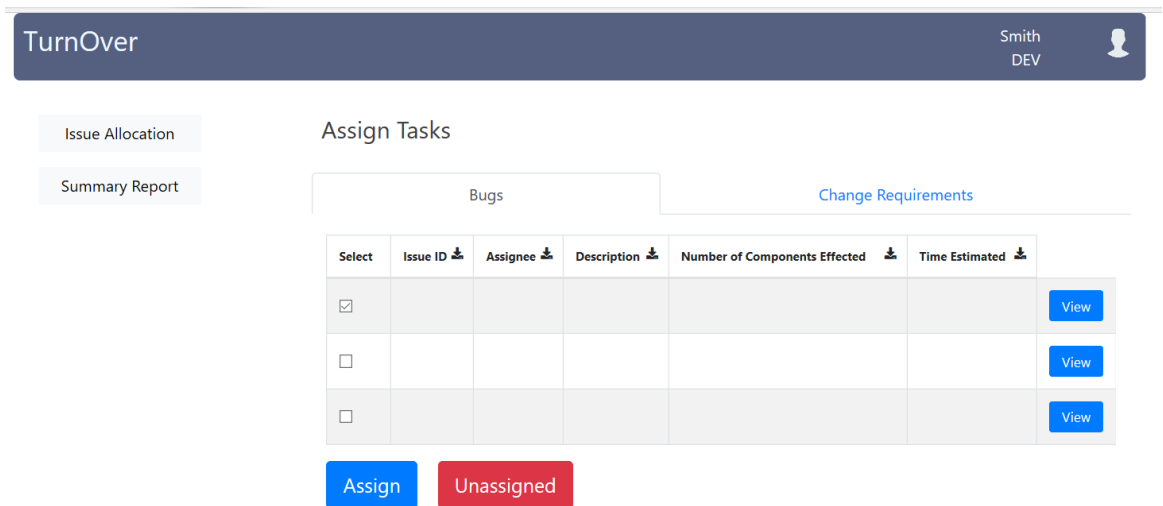 TurnOver
Smith
DEV
Issue Allocation
Summary Report
Assign Tasks
Bugs Change Requirements
Select Issue ID Assignee Description Number of Components Effected Time Estimated
View
View
View
Assign Unassigned